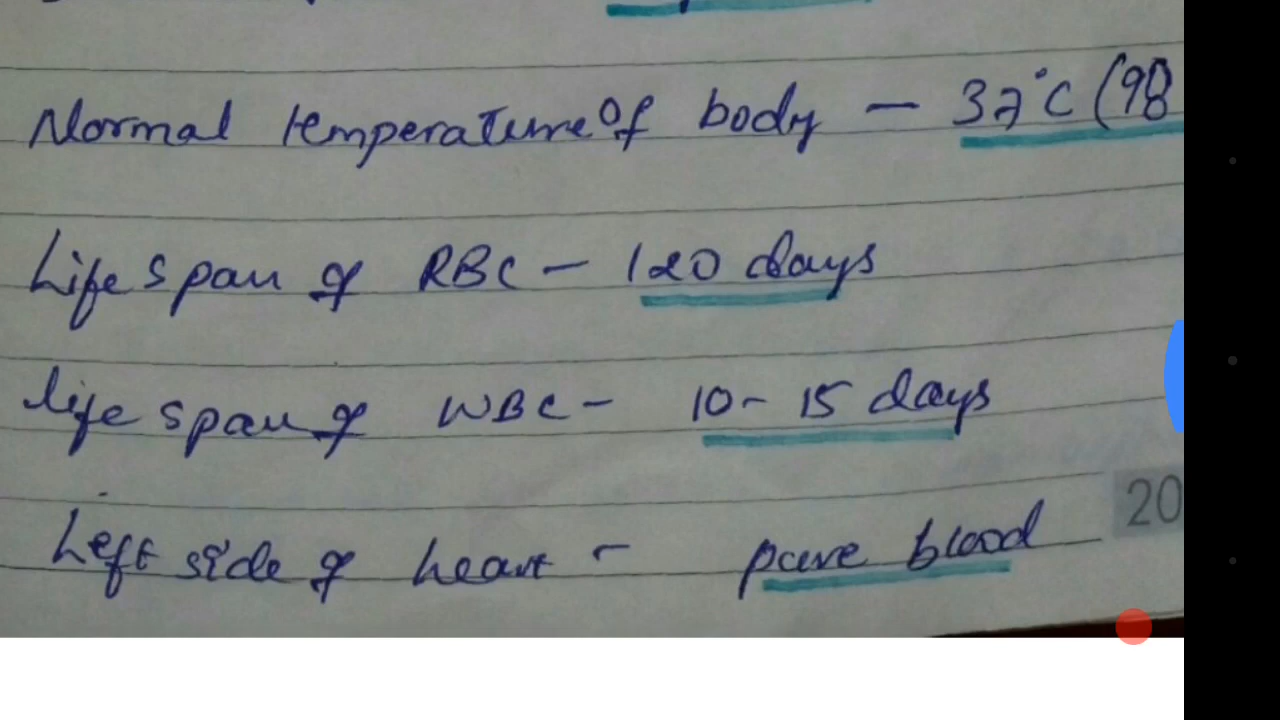 Normal temperature of body - 37°C (98
Life span of RBC - 120 days
life span of WBC - 10 - 15 days
Left side of heart - pure blood
20